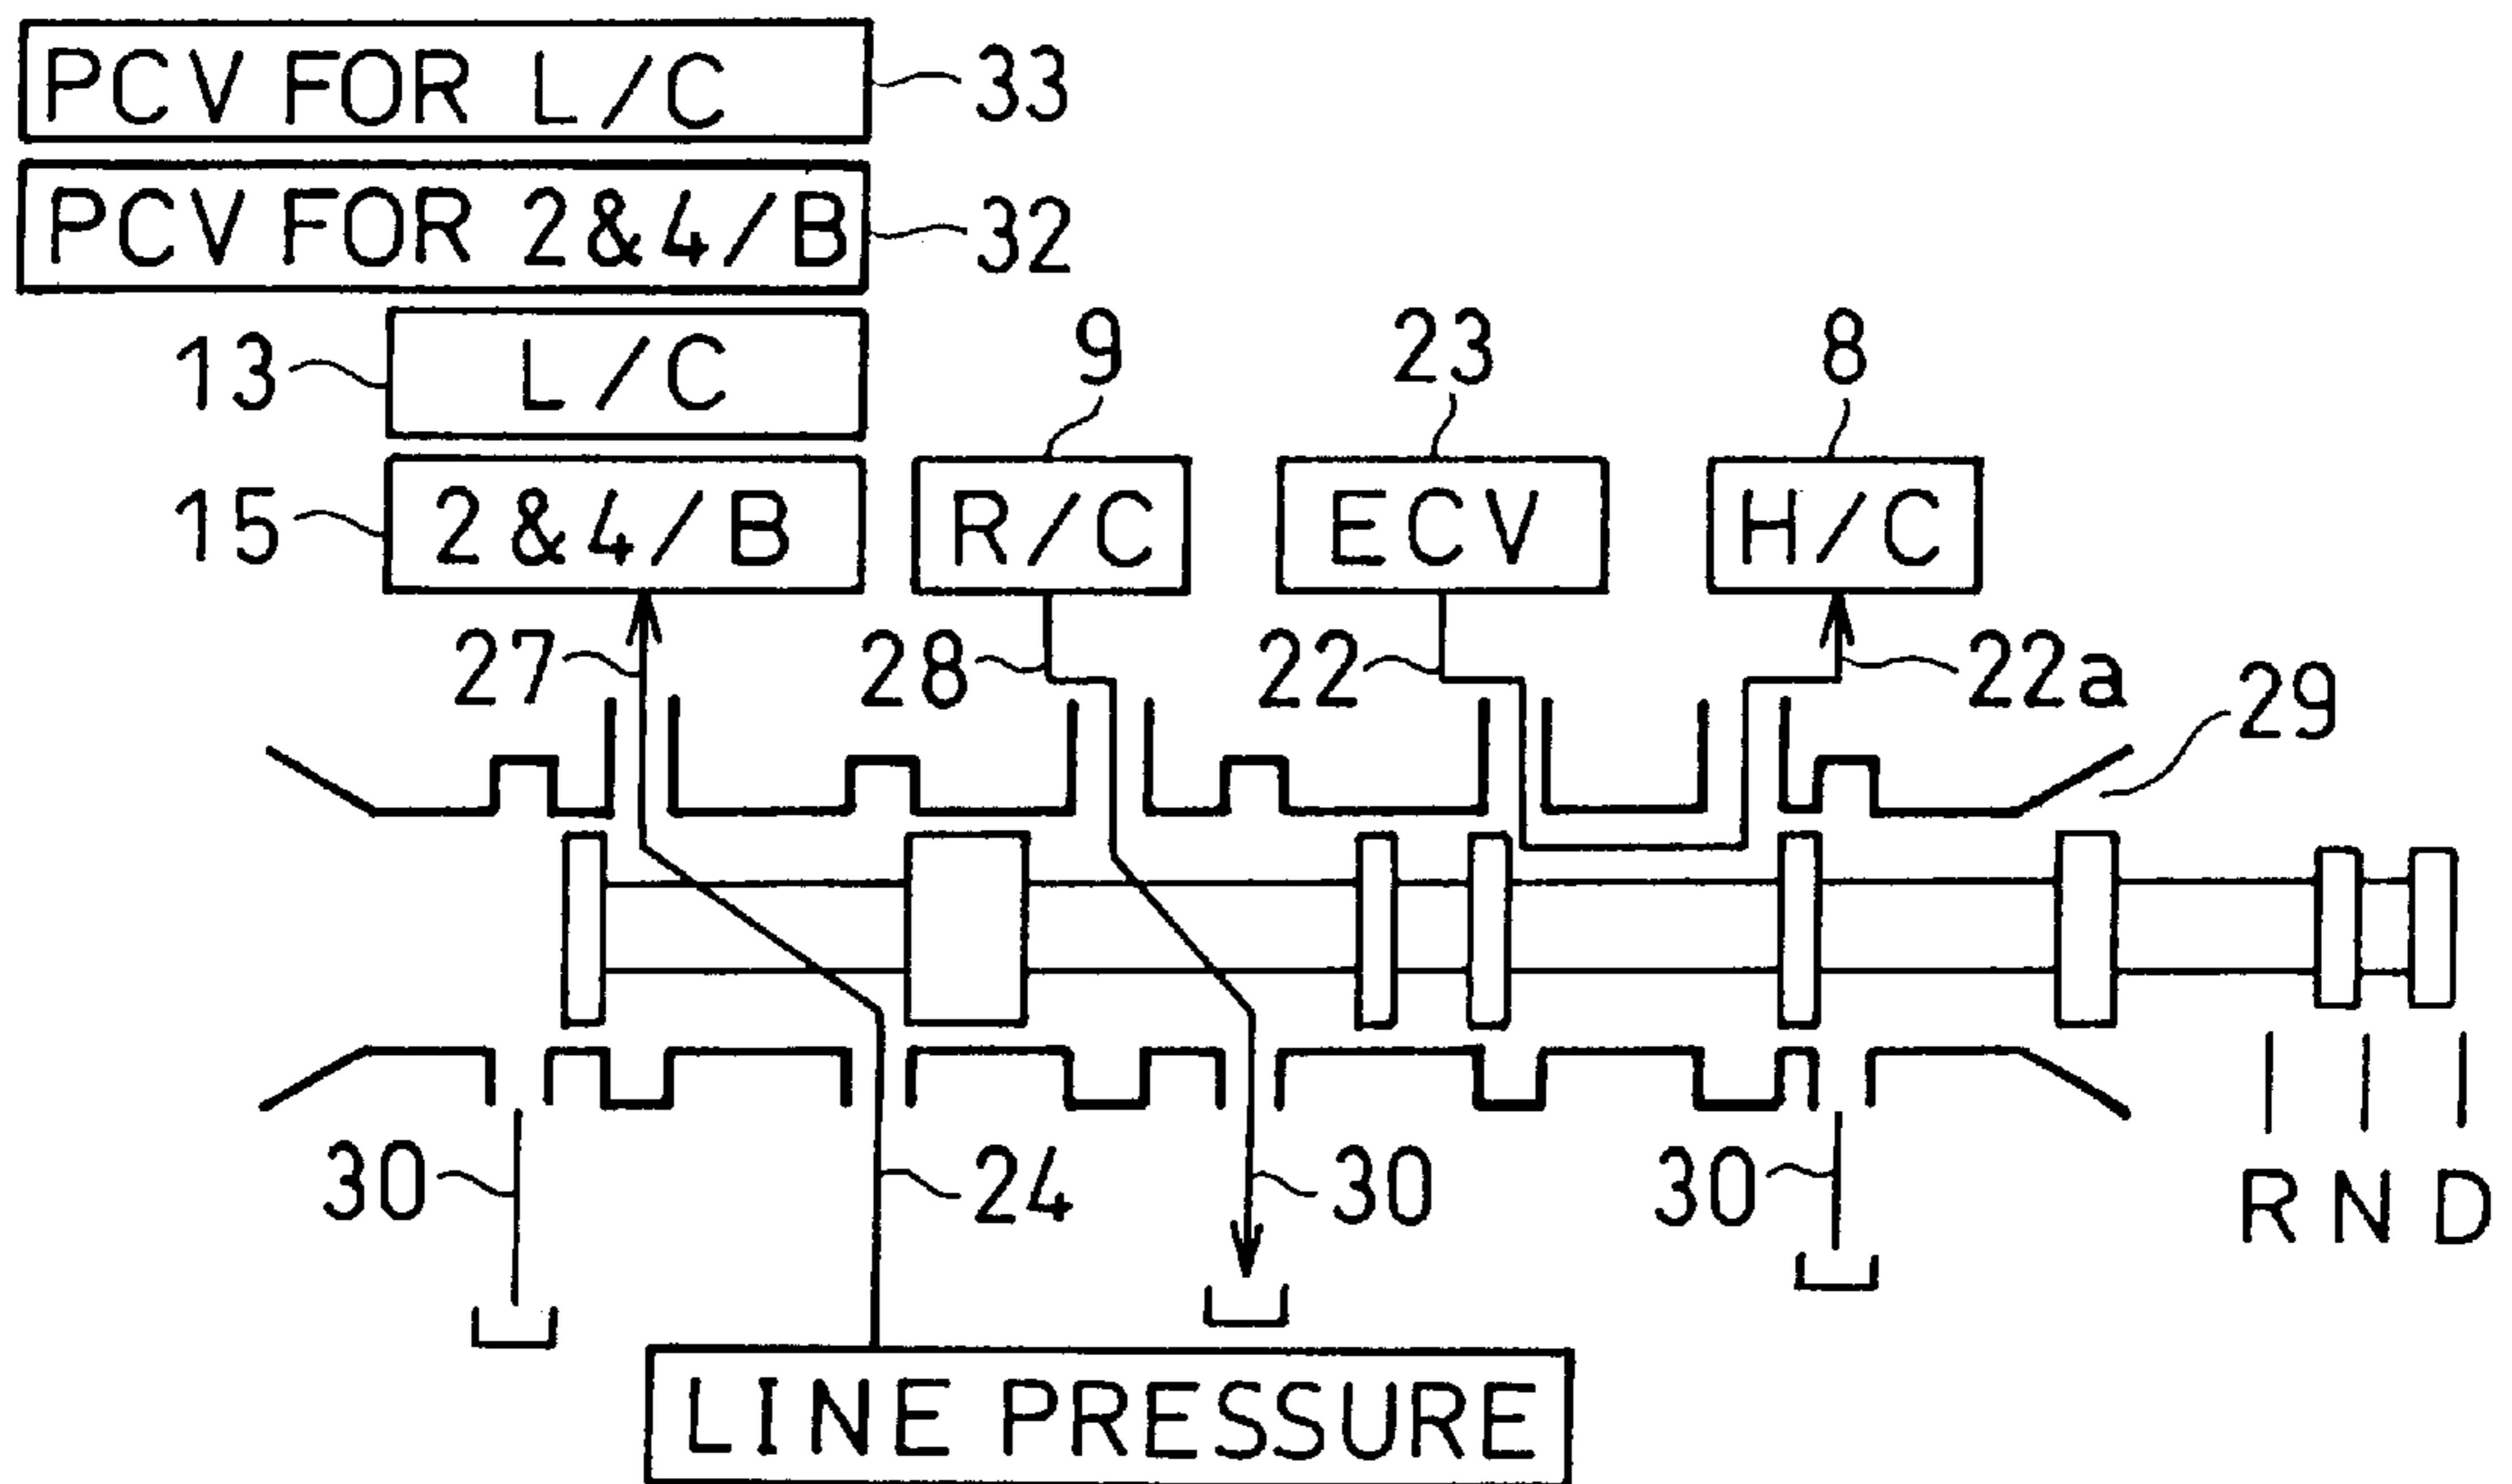 PCV FOR L/C 33
PCV FOR 2&4/B 32
13 L/C 9 23 8
15 2&4/B R/C ECV H/C
27 28 22 22a 29
30 24 30 30 R N D
LINE PRESSURE